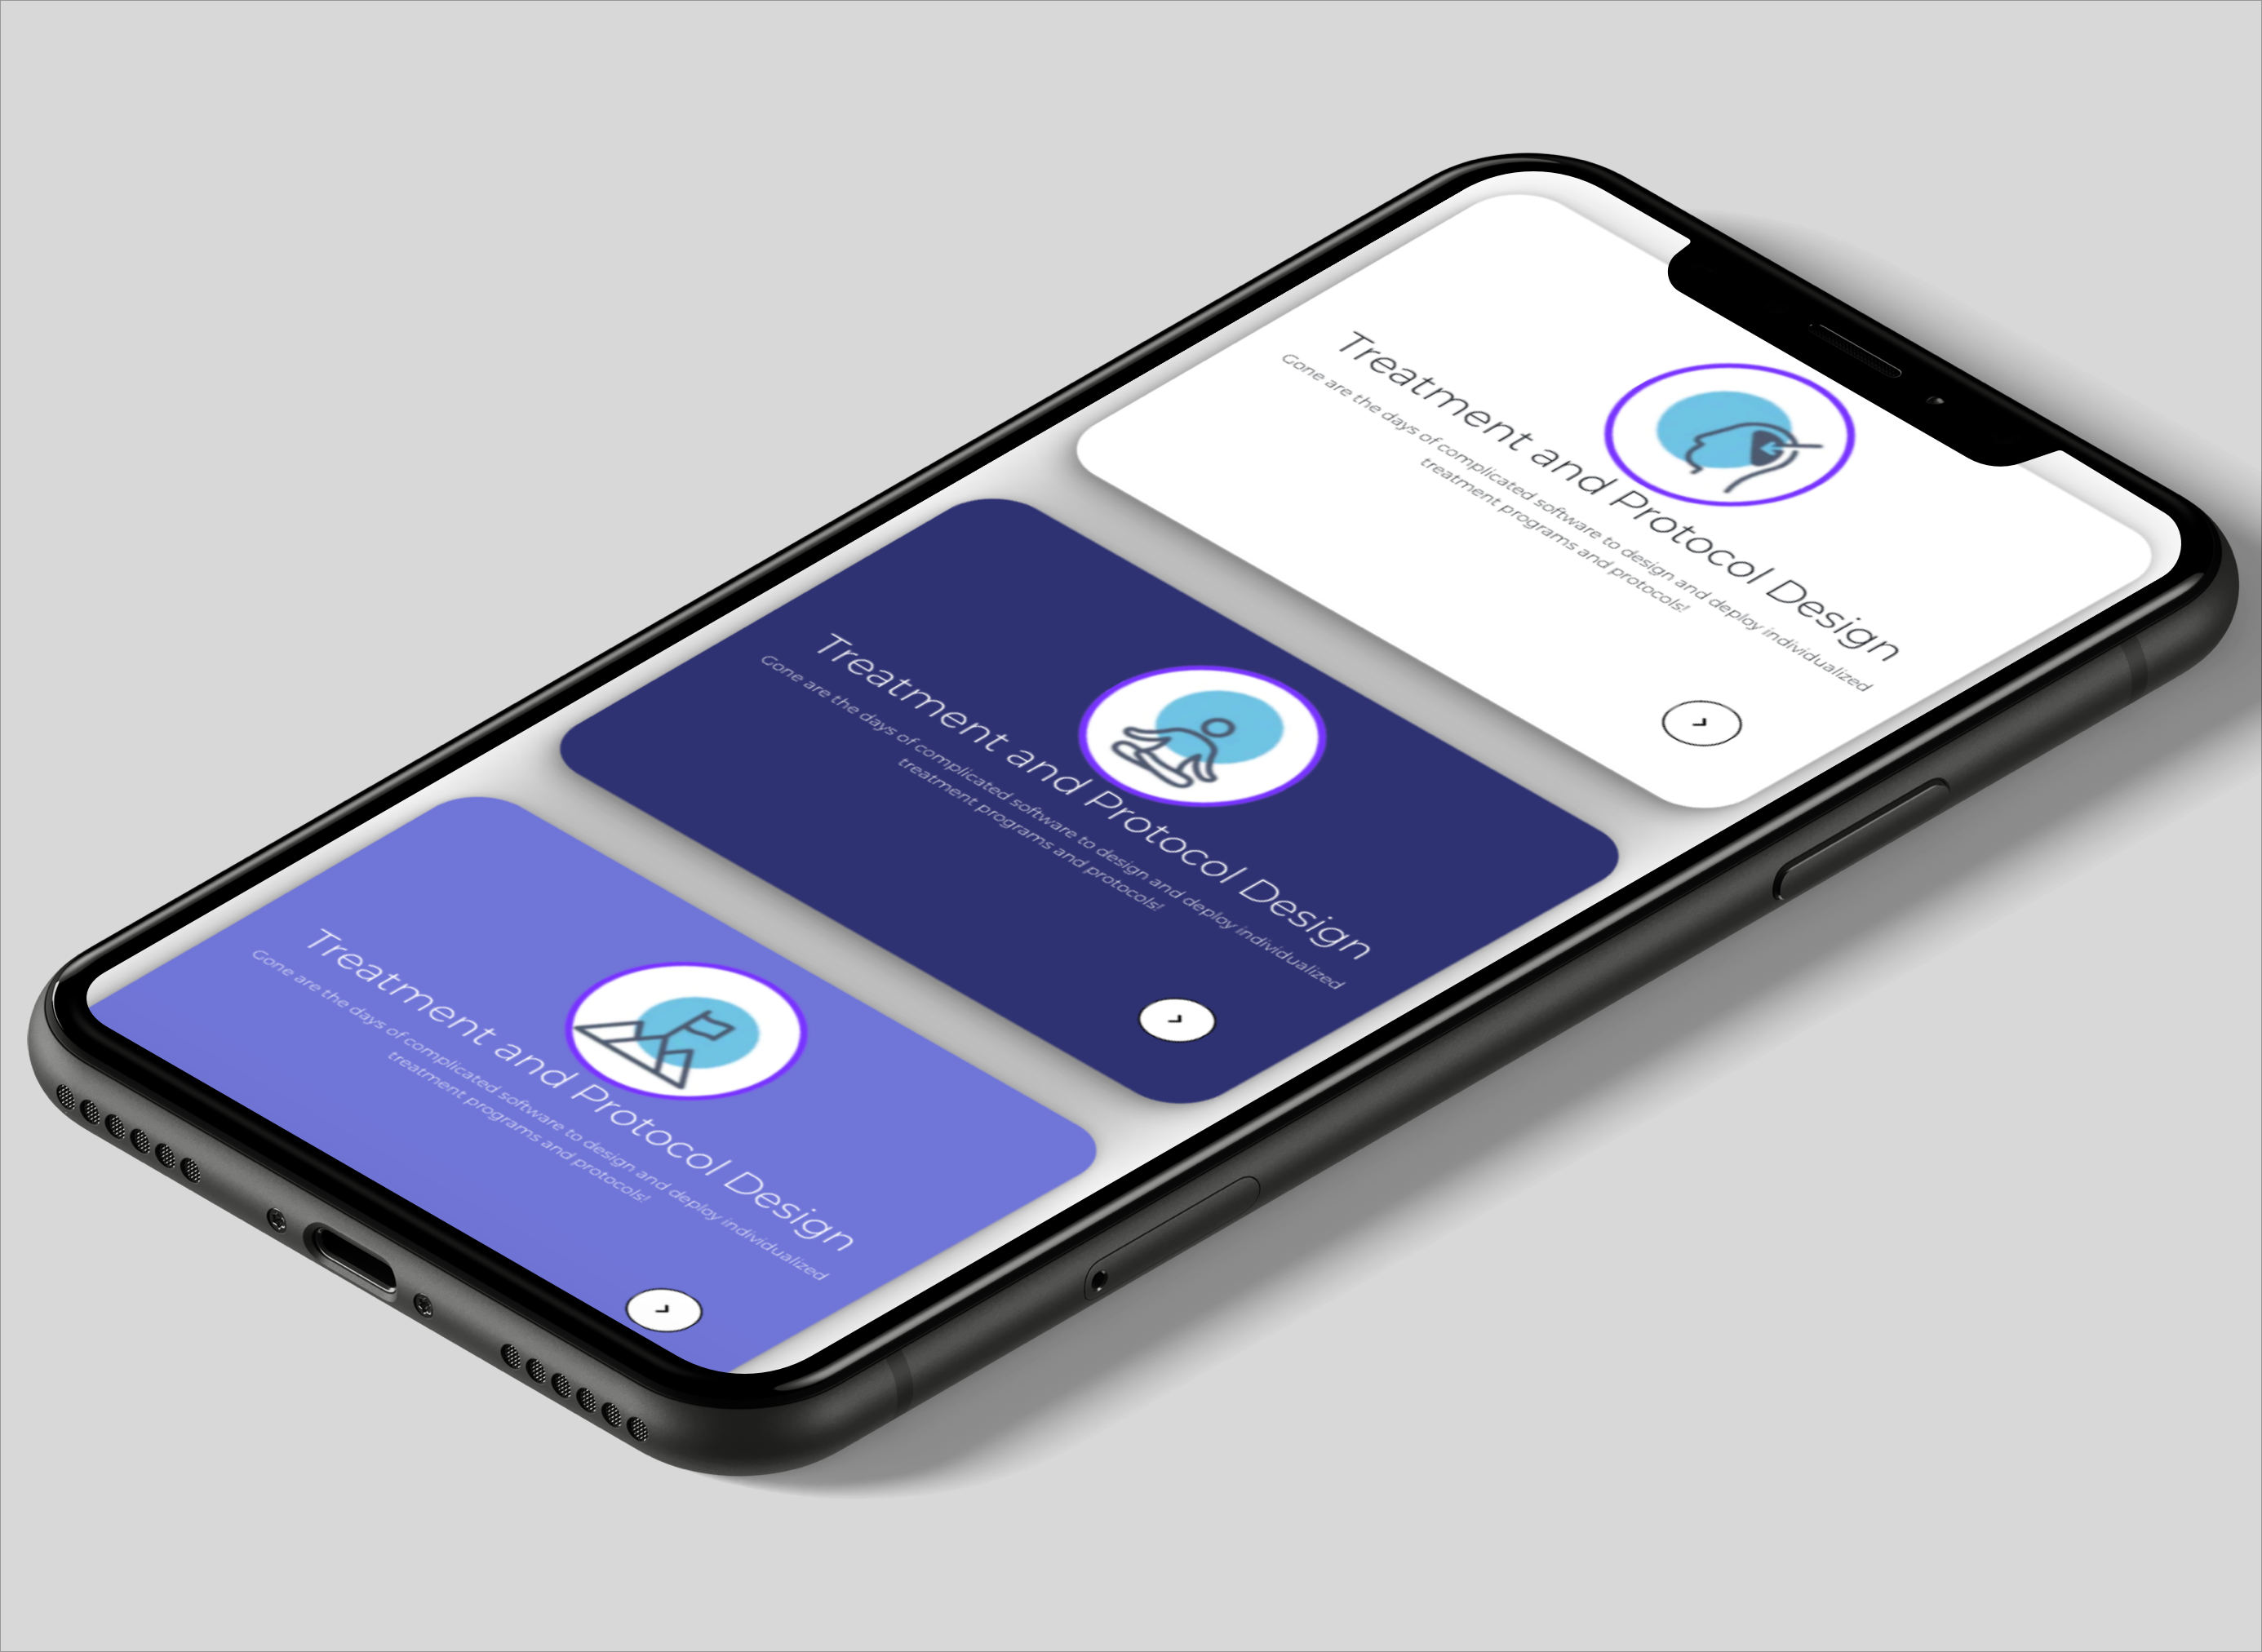 Treatment and Protocol Design
Gone are the days of complicated software to design and deploy individualized
treatment programs and protocols!
Treatment and Protocol Design
Gone are the days of complicated software to design and deploy individualized
treatment programs and protocols!
Treatment and Protocol Design
Gone are the days of complicated software to design and deploy individualized
treatment programs and protocols!